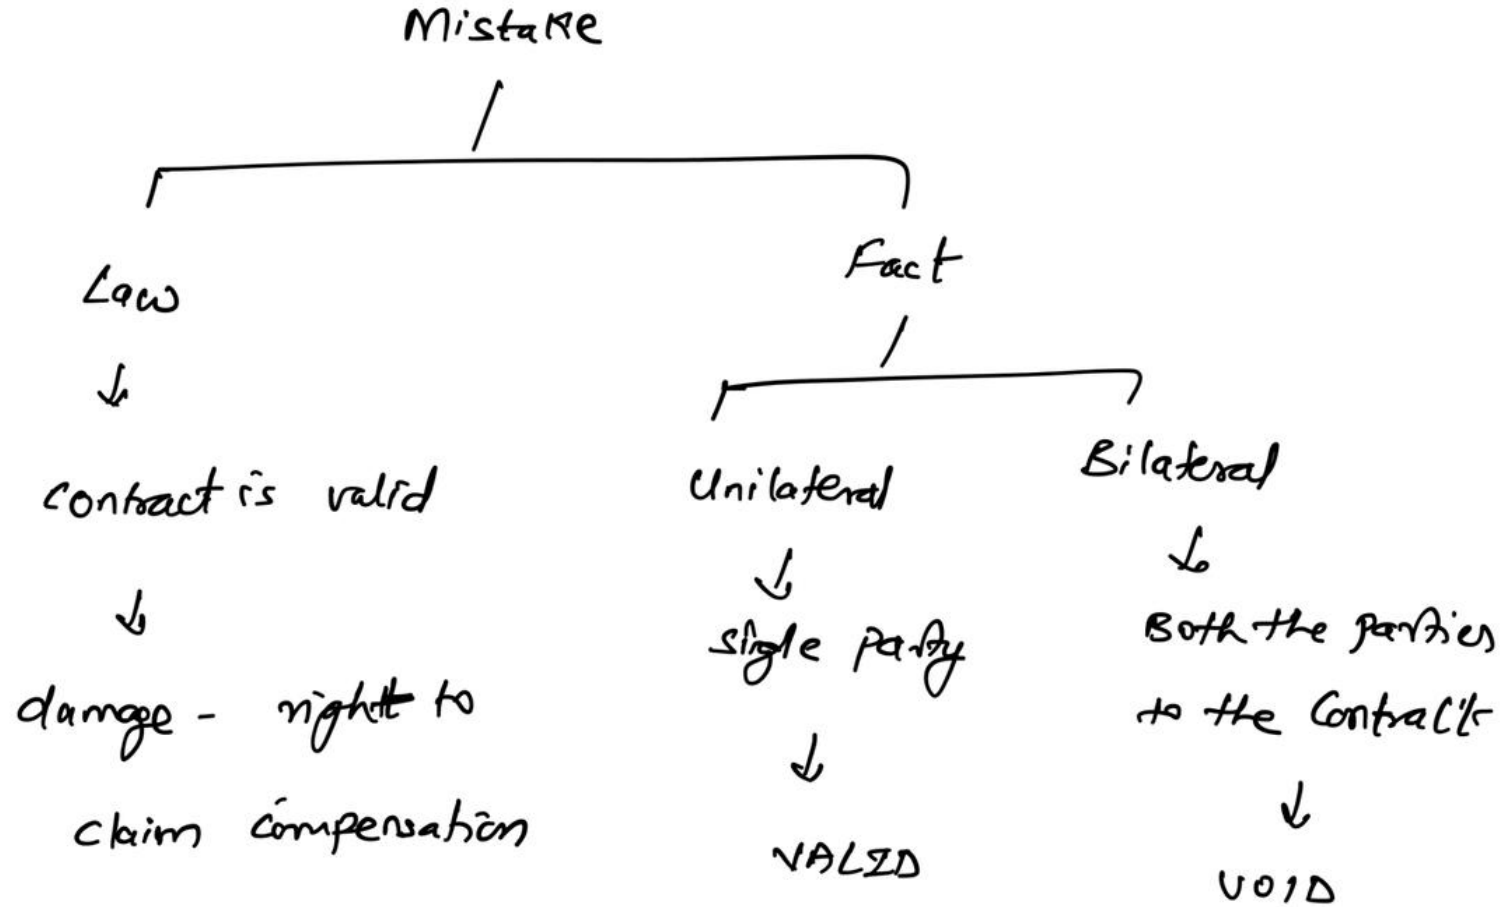 Mistake
Law
Fact
contract is valid
Unilateral
Bilateral
single party
Both the parties
to the Contract
damage - right to
claim compensation
VALID
VOID